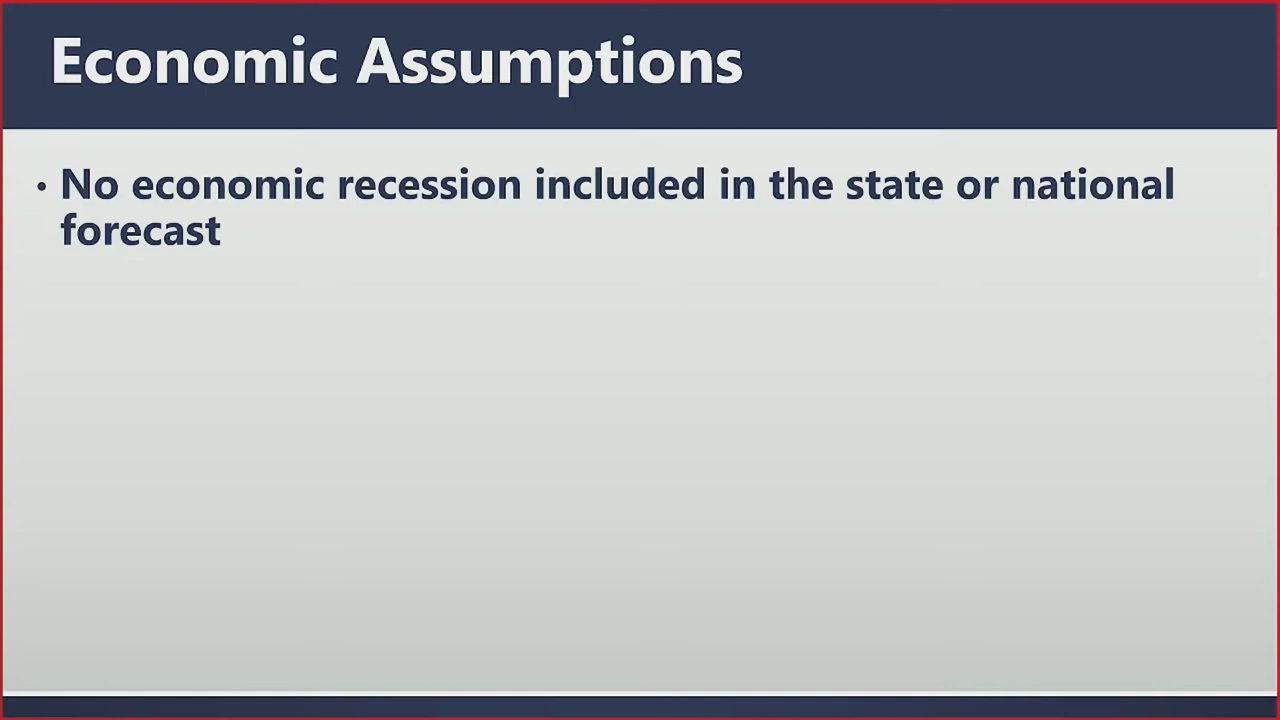 Economic Assumptions
• No economic recession included in the state or national
forecast